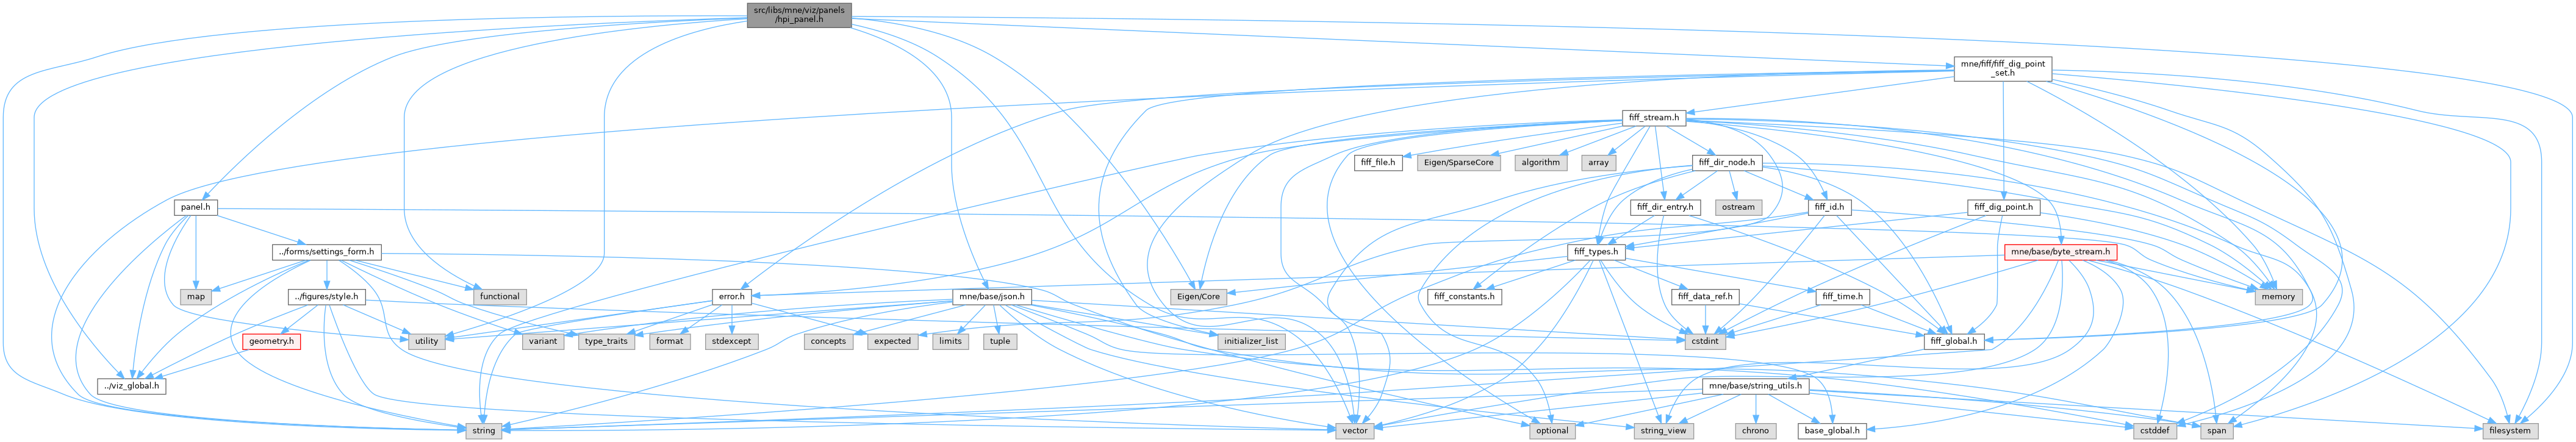 src/libs/mne/viz/panels
/hpi_panel.h
mne/fiff/fiff_dig_point
_set.h
fiff_stream.h
fiff_file.h
Eigen/SparseCore
algorithm
array
fiff_dir_node.h
panel.h
fiff_dir_entry.h
ostream
fiff_id.h
fiff_dig_point.h
../forms/settings_form.h
fiff_types.h
mne/base/byte_stream.h
map
../figures/style.h
functional
error.h
mne/base/json.h
Eigen/Core
fiff_constants.h
fiff_data_ref.h
fiff_time.h
memory
geometry.h
utility
variant
type_traits
format
stdexcept
concepts
expected
limits
tuple
initializer_list
cstdint
fiff_global.h
../viz_global.h
mne/base/string_utils.h
string
vector
optional
string_view
chrono
base_global.h
cstddef
span
filesystem